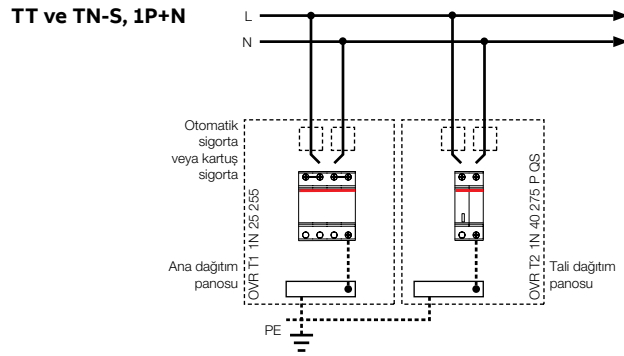 TT ve TN-S, 1P+N
L
N
Otomatik
sigorta
veya kartuş
sigorta
OVR T1 1N 25 255
OVR T2 1N 40 275 P QS
Ana dağıtım
panosu
Tali dağıtım
panosu
PE